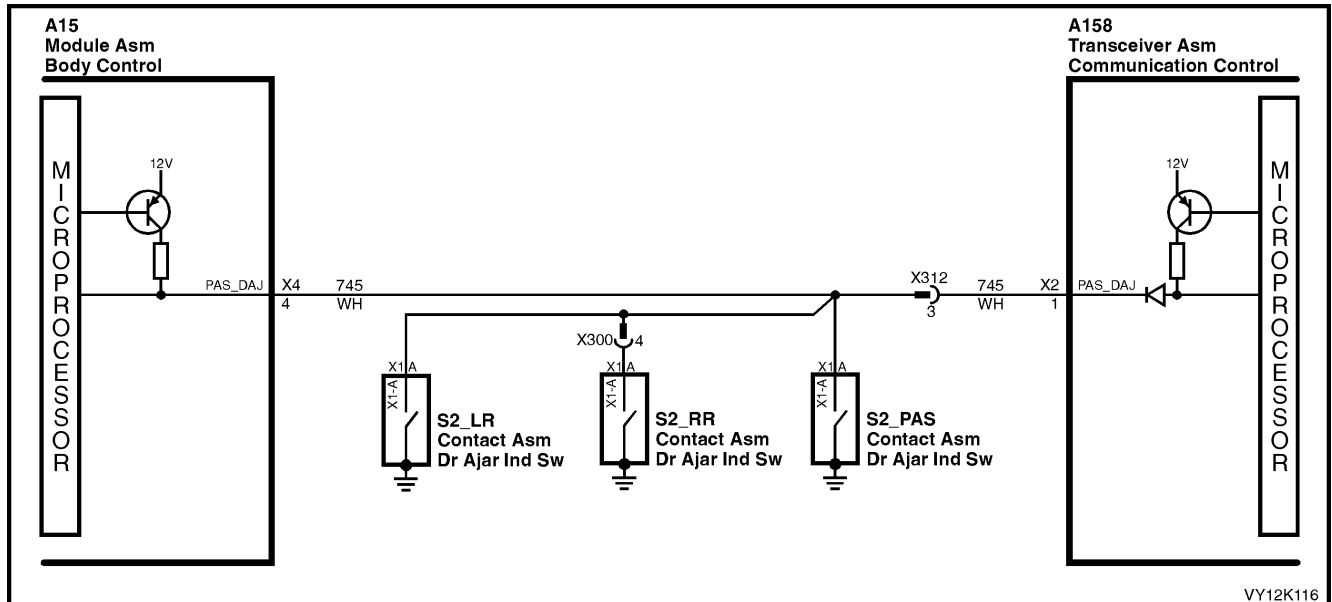 A15
Module Asm
Body Control
A158
Transceiver Asm
Communication Control
MICROPROCESSOR
12V
12V
MICROPROCESSOR
PAS_DAJ
X4
4
745
WH
X312
3
745
WH
X2
1
PAS_DAJ
X300
4
X1 A
X1-A
S2_LR
Contact Asm
Dr Ajar Ind Sw
X1 A
X1-A
S2_RR
Contact Asm
Dr Ajar Ind Sw
X1 A
X1-A
S2_PAS
Contact Asm
Dr Ajar Ind Sw
VY12K116